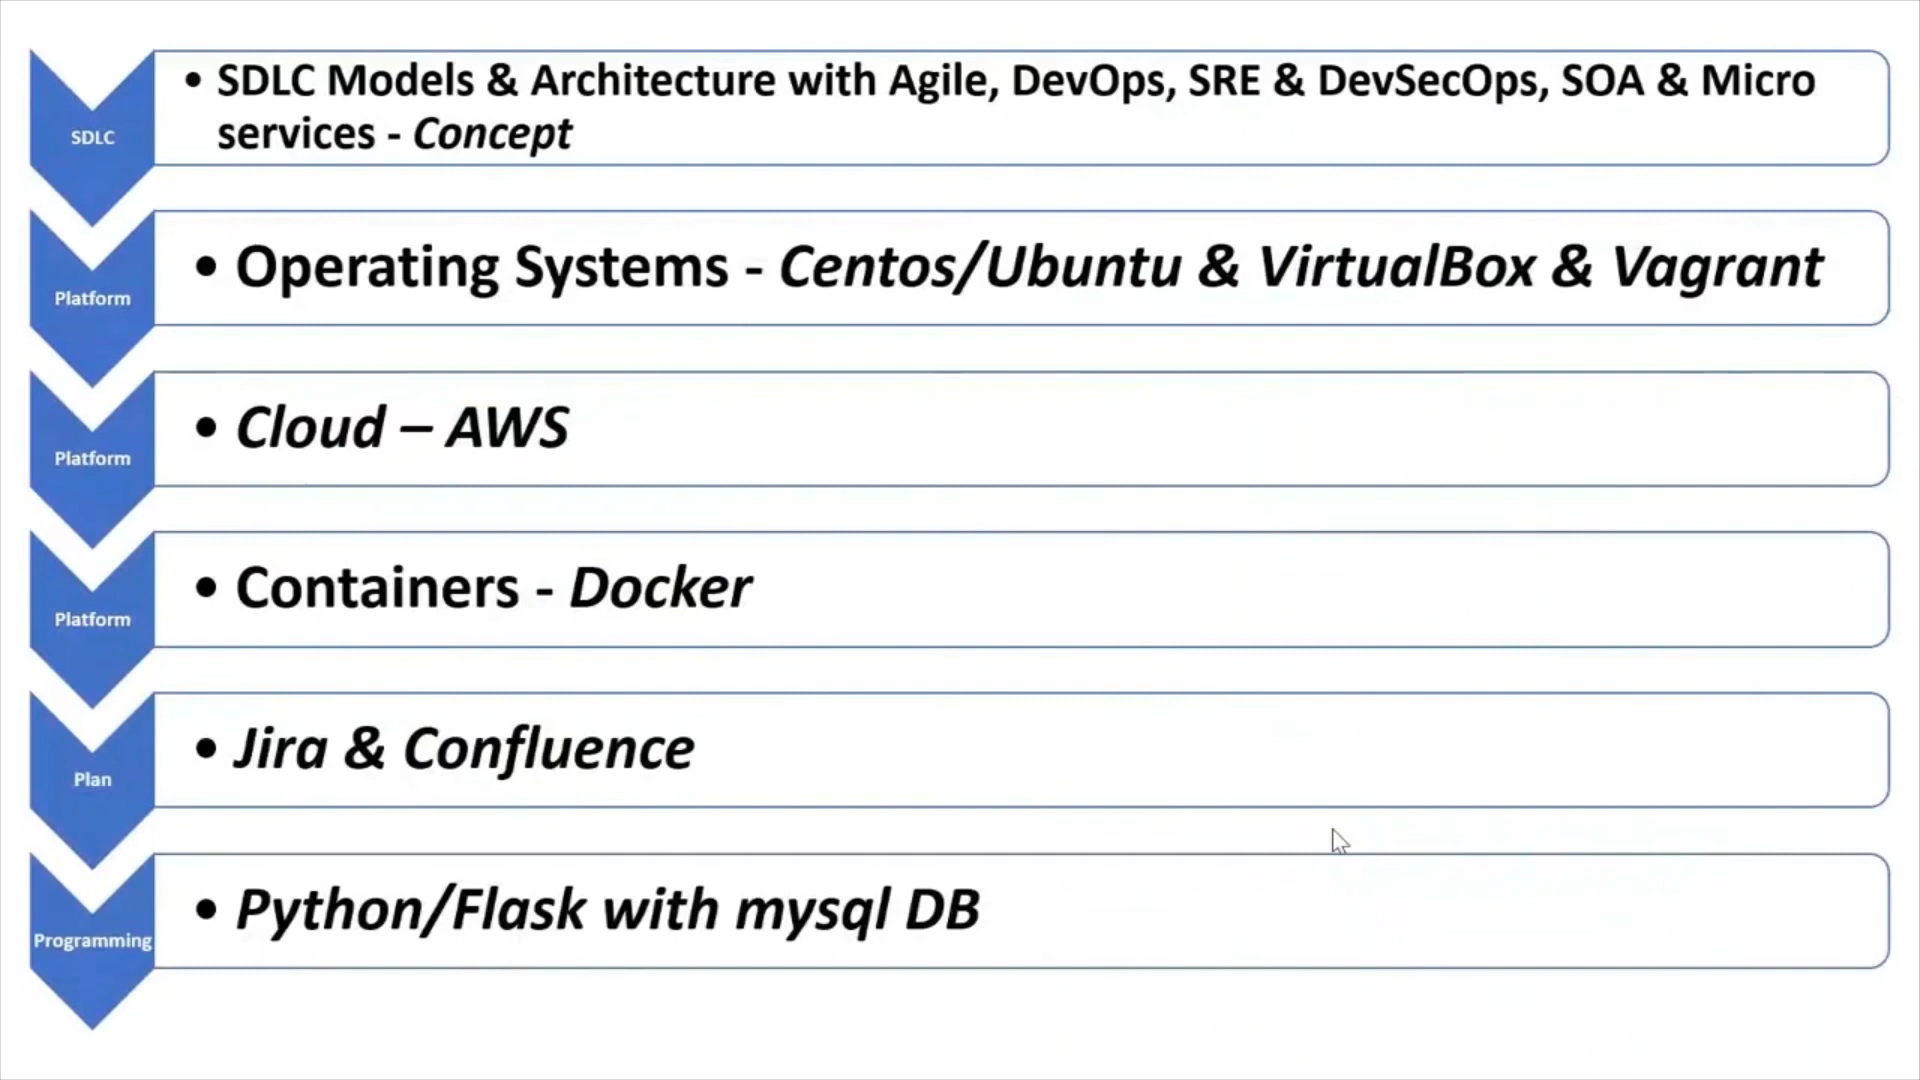 SDLC
• SDLC Models & Architecture with Agile, DevOps, SRE & DevSecOps, SOA & Micro
services - Concept
Platform
• Operating Systems - Centos/Ubuntu & VirtualBox & Vagrant
Platform
• Cloud – AWS
Platform
• Containers - Docker
Plan
• Jira & Confluence
Programming
• Python/Flask with mysql DB